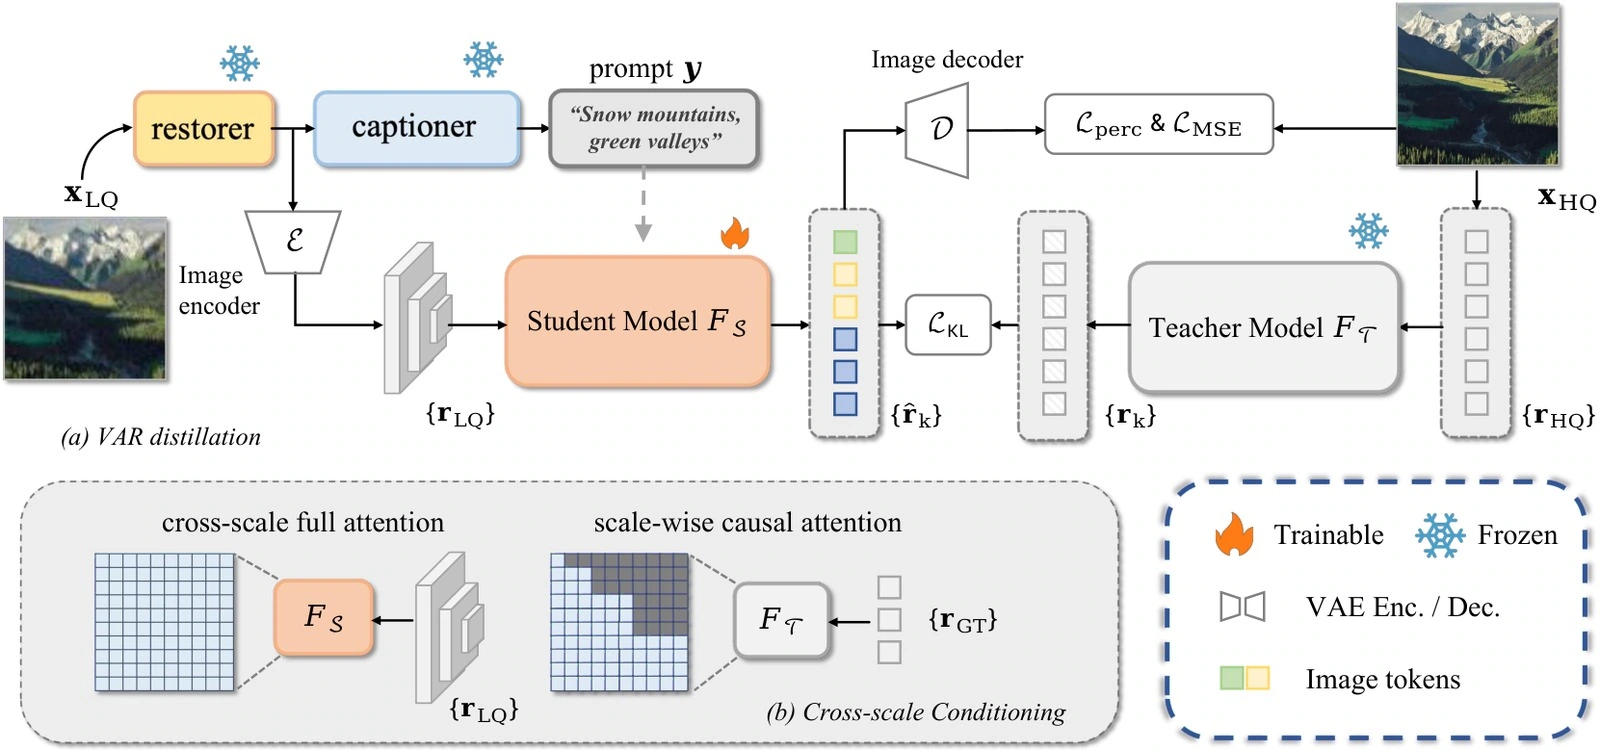 restorer
captioner
prompt y
“Snow mountains,
green valleys”
Image decoder
𝒟
ℒperc & ℒMSE
xLQ
xHQ
ℰ
Image
encoder
Student Model F𝒮
ℒKL
Teacher Model F𝒯
{rLQ}
{r̂k}
{rk}
{rHQ}
(a) VAR distillation
cross-scale full attention
scale-wise causal attention
F𝒮
F𝒯
{rGT}
{rLQ}
(b) Cross-scale Conditioning
Trainable
Frozen
VAE Enc. / Dec.
Image tokens